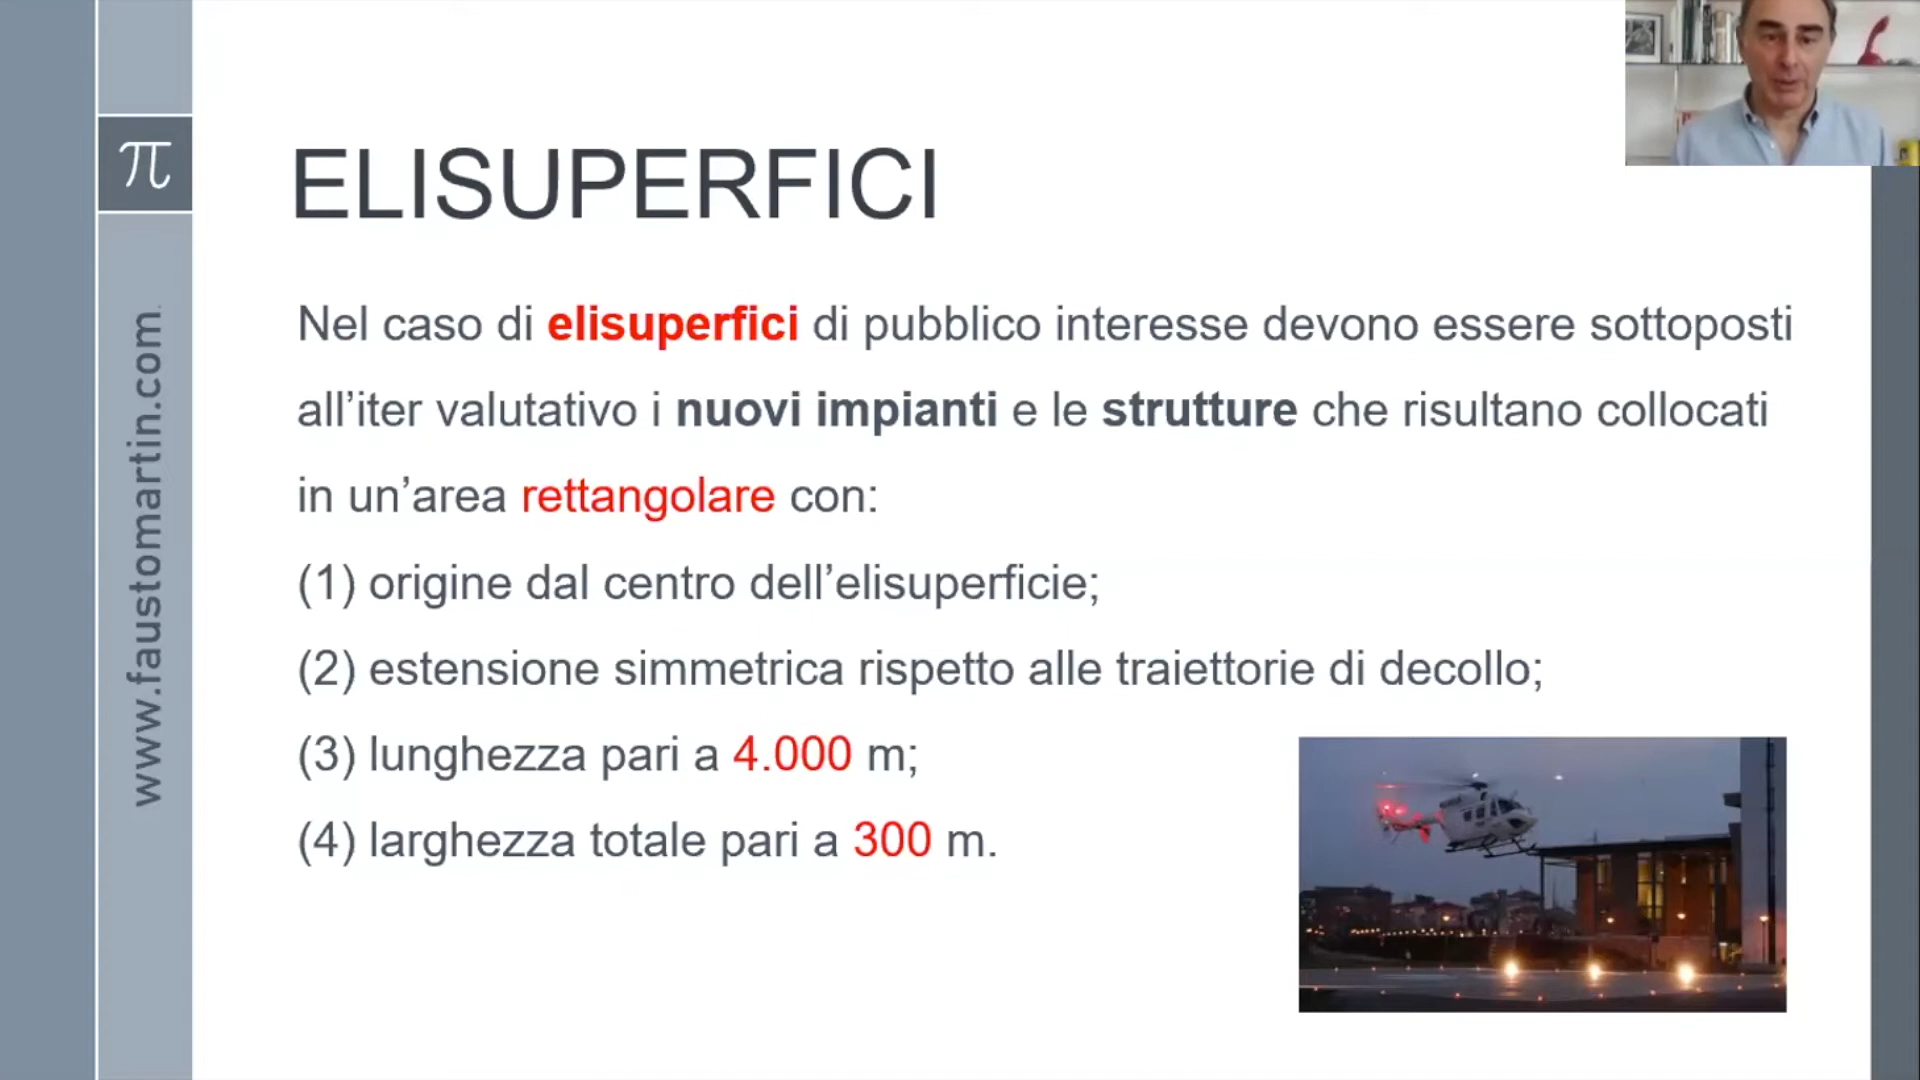 π
www.faustomartin.com
ELISUPERFICI
Nel caso di elisuperfici di pubblico interesse devono essere sottoposti
all’iter valutativo i nuovi impianti e le strutture che risultano collocati
in un’area rettangolare con:
(1) origine dal centro dell’elisuperficie;
(2) estensione simmetrica rispetto alle traiettorie di decollo;
(3) lunghezza pari a 4.000 m;
(4) larghezza totale pari a 300 m.